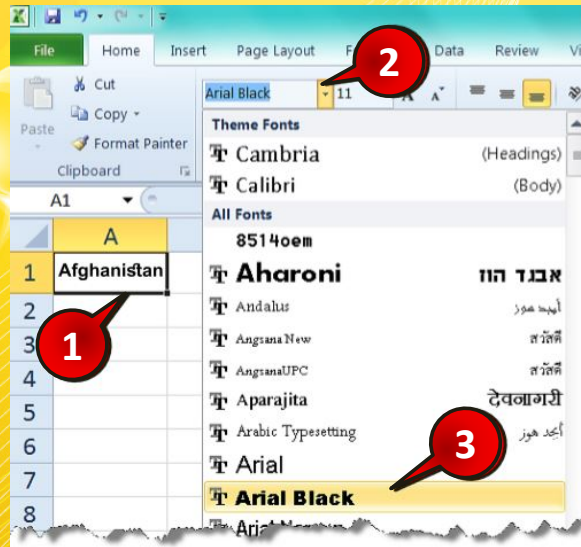 File Home Insert Page Layout F Data Review Vi
Cut
Copy
Format Painter
Paste
Clipboard
Arial Black 11 A A
2
A1
Theme Fonts
Cambria (Headings)
Calibri (Body)
All Fonts
8514oem
Aharoni אבגד הוז
Andalus أبجد هوز
Angsana New สวัสดี
AngsanaUPC สวัสดี
Aparajita देवनागरी
Arabic Typesetting أبجد هوز
Arial
Arial Black
3
A
1 Afghanistan
2
3
4
5
6
7
8
1